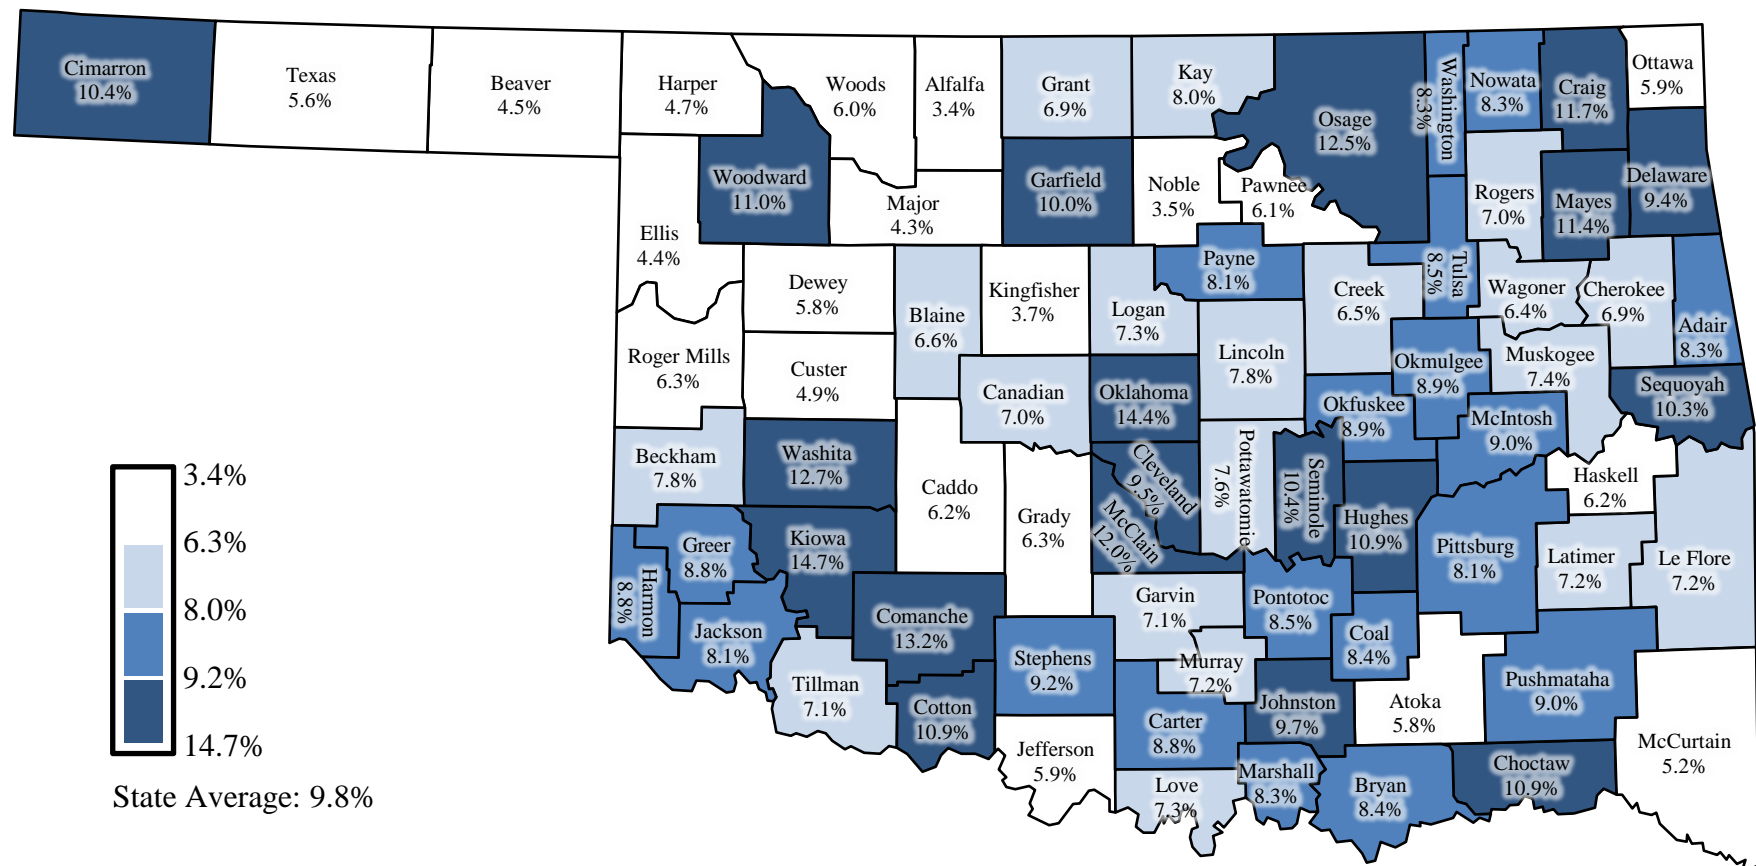 Cimarron
10.4%
Texas
5.6%
Beaver
4.5%
Harper
4.7%
Woods
6.0%
Alfalfa
3.4%
Grant
6.9%
Kay
8.0%
Osage
12.5%
Washington
8.3%
Nowata
8.3%
Craig
11.7%
Ottawa
5.9%
Woodward
11.0%
Major
4.3%
Garfield
10.0%
Noble
3.5%
Pawnee
6.1%
Rogers
7.0%
Mayes
11.4%
Delaware
9.4%
Ellis
4.4%
Dewey
5.8%
Blaine
6.6%
Kingfisher
3.7%
Logan
7.3%
Payne
8.1%
Creek
6.5%
Tulsa
8.5%
Wagoner
6.4%
Cherokee
6.9%
Adair
8.3%
Roger Mills
6.3%
Custer
4.9%
Canadian
7.0%
Oklahoma
14.4%
Lincoln
7.8%
Okmulgee
8.9%
Muskogee
7.4%
Sequoyah
10.3%
Okfuskee
8.9%
McIntosh
9.0%
Beckham
7.8%
Washita
12.7%
Caddo
6.2%
Grady
6.3%
Cleveland
9.5%
McClain
12.0%
Pottawatomie
7.6%
Seminole
10.4%
Hughes
10.9%
Haskell
6.2%
Pittsburg
8.1%
Latimer
7.2%
Le Flore
7.2%
Greer
8.8%
Kiowa
14.7%
Harmon
8.8%
Jackson
8.1%
Comanche
13.2%
Garvin
7.1%
Pontotoc
8.5%
Coal
8.4%
Stephens
9.2%
Murray
7.2%
Tillman
7.1%
Cotton
10.9%
Carter
8.8%
Johnston
9.7%
Atoka
5.8%
Pushmataha
9.0%
Jefferson
5.9%
Love
7.3%
Marshall
8.3%
Bryan
8.4%
Choctaw
10.9%
McCurtain
5.2%
3.4%
6.3%
8.0%
9.2%
14.7%
State Average: 9.8%